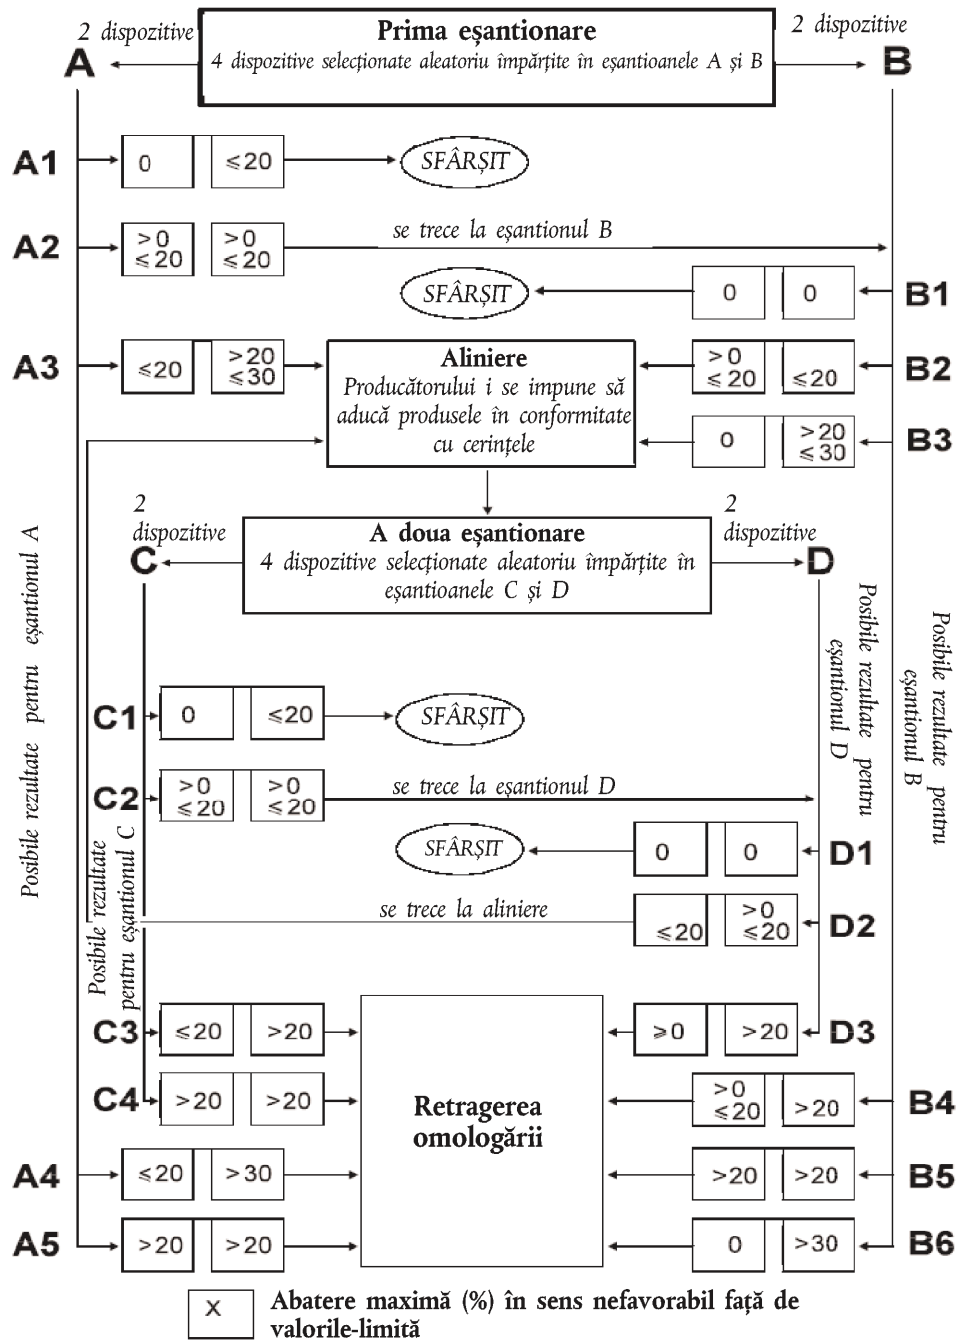 2 dispozitive
Prima eșantionare
2 dispozitive
A
4 dispozitive selecționate aleatoriu împărțite în eșantioanele A și B
B
A1
0
≤20
SFÂRȘIT
A2
>0
≤20
>0
≤20
se trece la eșantionul B
SFÂRȘIT
0
0
B1
A3
≤20
>20
≤30
Aliniere
Producătorului i se impune să
aducă produsele în conformitate
cu cerințele
>0
≤20
≤20
B2
0
>20
≤30
B3
2
dispozitive
A doua eșantionare
2
dispozitive
C
4 dispozitive selecționate aleatoriu împărțite în
eșantioanele C și D
D
Posibile rezultate pentru eșantionul A
Posibile rezultate pentru
eșantionul D
Posibile rezultate pentru
eșantionul B
C1
0
≤20
SFÂRȘIT
C2
>0
≤20
>0
≤20
se trece la eșantionul D
Posibile rezultate
pentru eșantionul C
SFÂRȘIT
0
0
D1
se trece la aliniere
≤20
>0
≤20
D2
C3
≤20
>20
≥0
>20
D3
C4
>20
>20
Retragerea
omologării
>0
≤20
>20
B4
A4
≤20
>30
>20
>20
B5
A5
>20
>20
0
>30
B6
X
Abatere maximă (%) în sens nefavorabil față de
valorile-limită